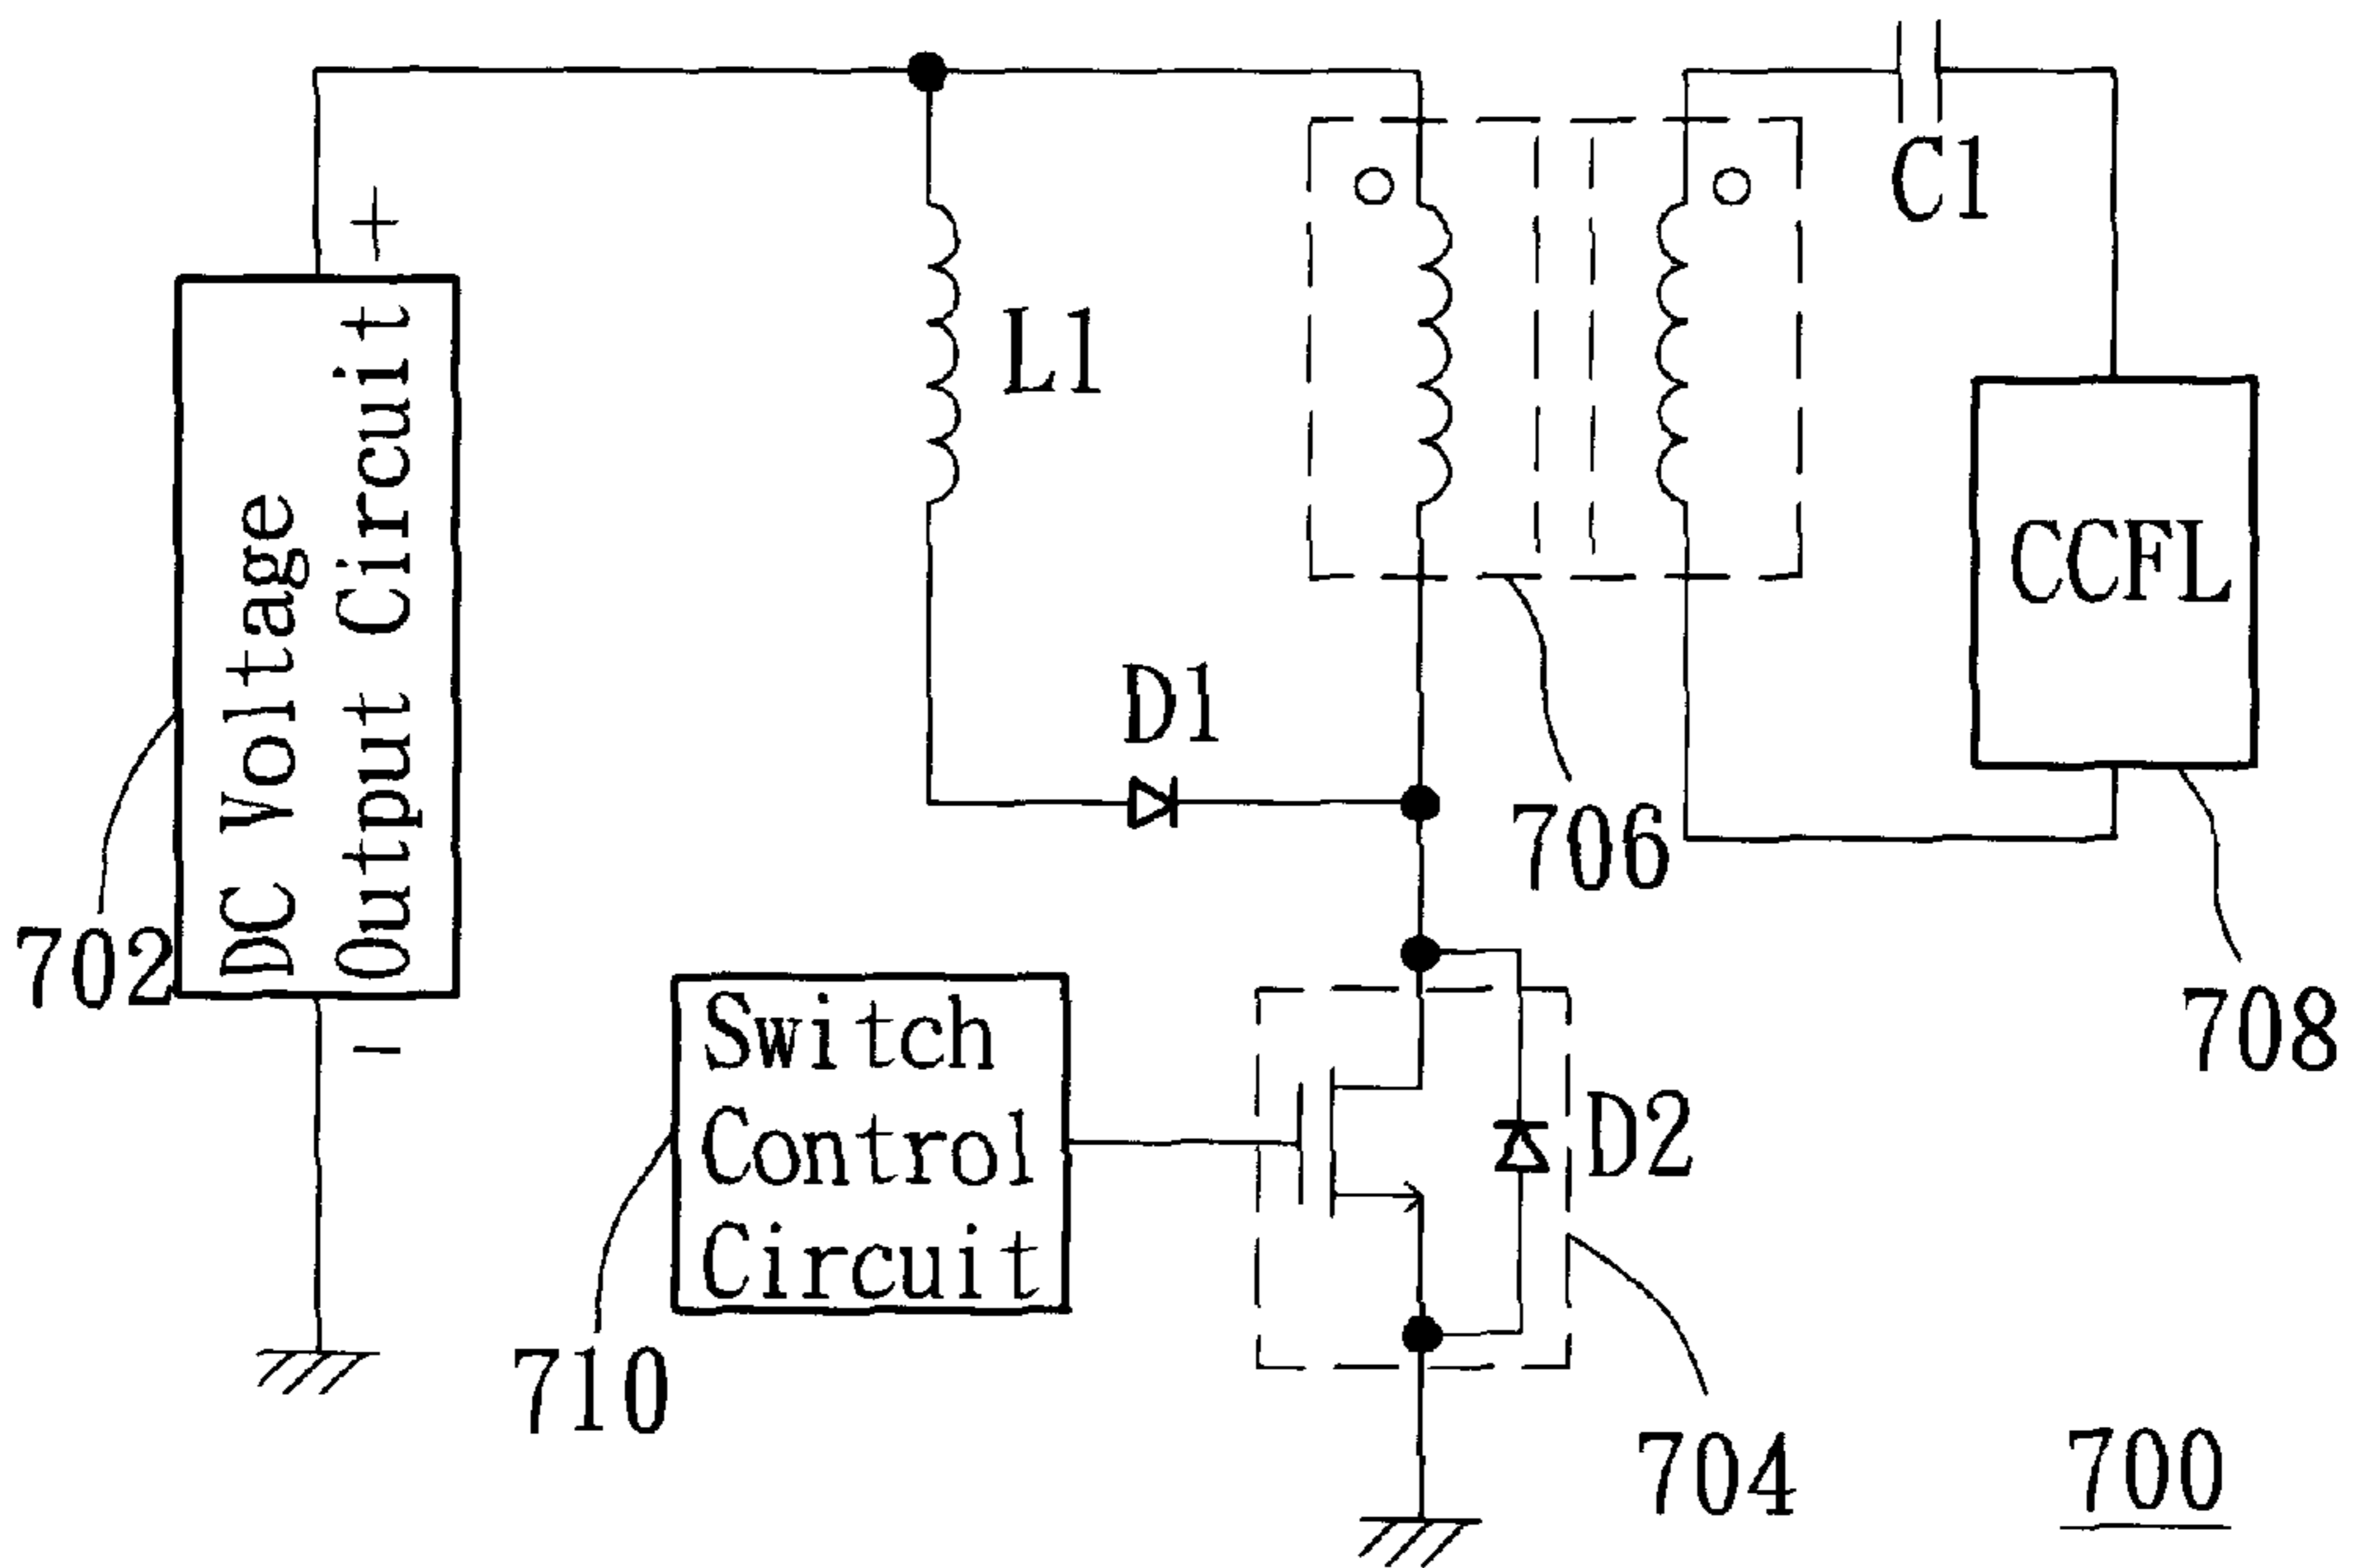 +
DC Voltage
Output Circuit
-
702
L1
D1
C1
CCFL
706
708
Switch
Control
Circuit
710
D2
704
700